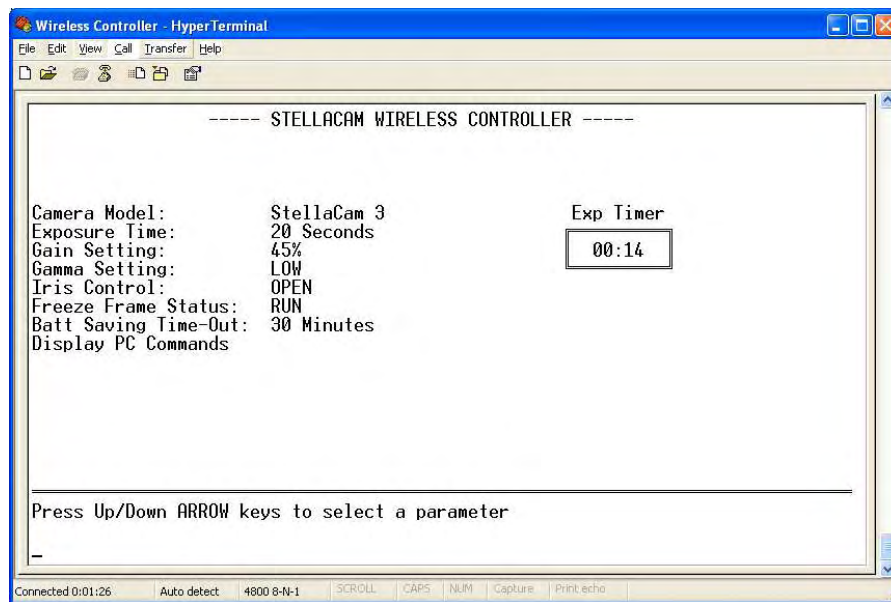 Wireless Controller - HyperTerminal
File Edit View Call Transfer Help
----- STELLACAM WIRELESS CONTROLLER -----
Camera Model: StellaCam 3 Exp Timer
Exposure Time: 20 Seconds
Gain Setting: 45% 00:14
Gamma Setting: LOW
Iris Control: OPEN
Freeze Frame Status: RUN
Batt Saving Time-Out: 30 Minutes
Display PC Commands
Press Up/Down ARROW keys to select a parameter
_
Connected 0:01:26 Auto detect 4800 8-N-1 SCROLL CAPS NUM Capture Print echo